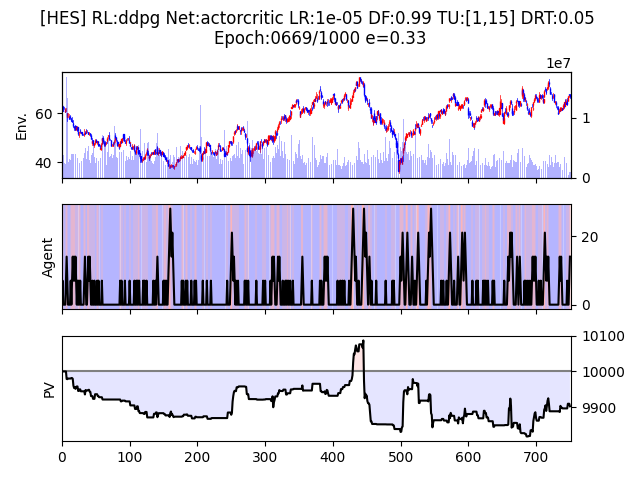 [HES] RL:ddpg Net:actorcritic LR:1e-05 DF:0.99 TU:[1,15] DRT:0.05
Epoch:0669/1000 e=0.33
1e7
Env.
60
40
1
0
Agent
20
0
PV
10100
10000
9900
0 100 200 300 400 500 600 700